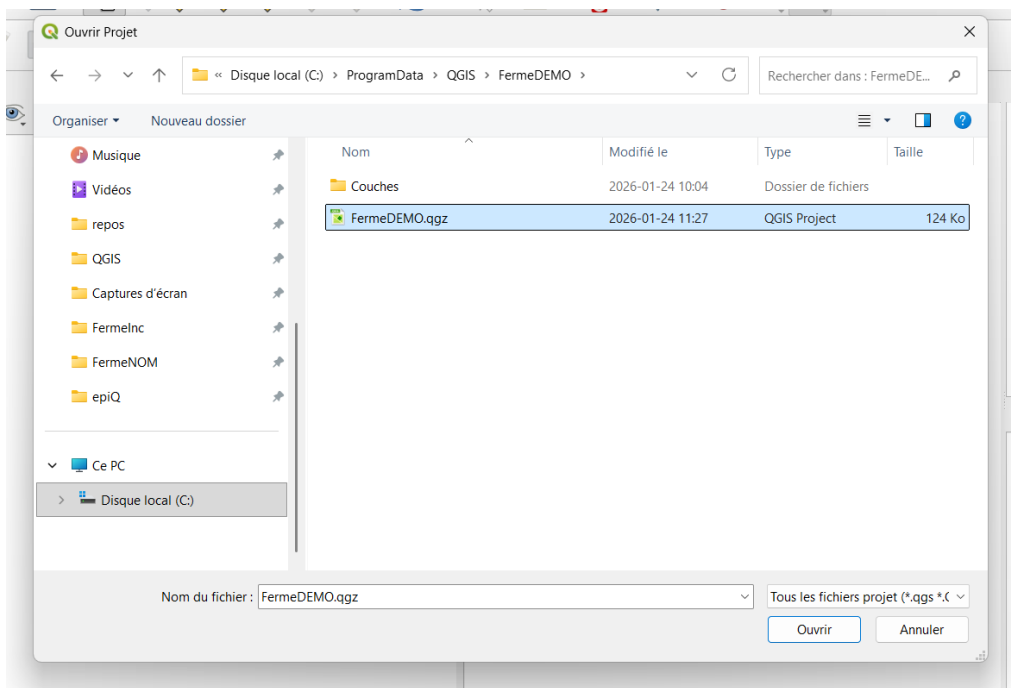 Ouvrir Projet
« Disque local (C:) > ProgramData > QGIS > FermeDEMO >
Rechercher dans : FermeDE...
Organiser
Nouveau dossier
Nom
Modifié le
Type
Taille
Musique
Vidéos
repos
QGIS
Captures d'écran
FermeInc
FermeNOM
epiQ
Ce PC
Disque local (C:)
Couches
2026-01-24 10:04
Dossier de fichiers
FermeDEMO.qgz
2026-01-24 11:27
QGIS Project
124 Ko
Nom du fichier :
FermeDEMO.qgz
Tous les fichiers projet (*.qgs *.
Ouvrir
Annuler